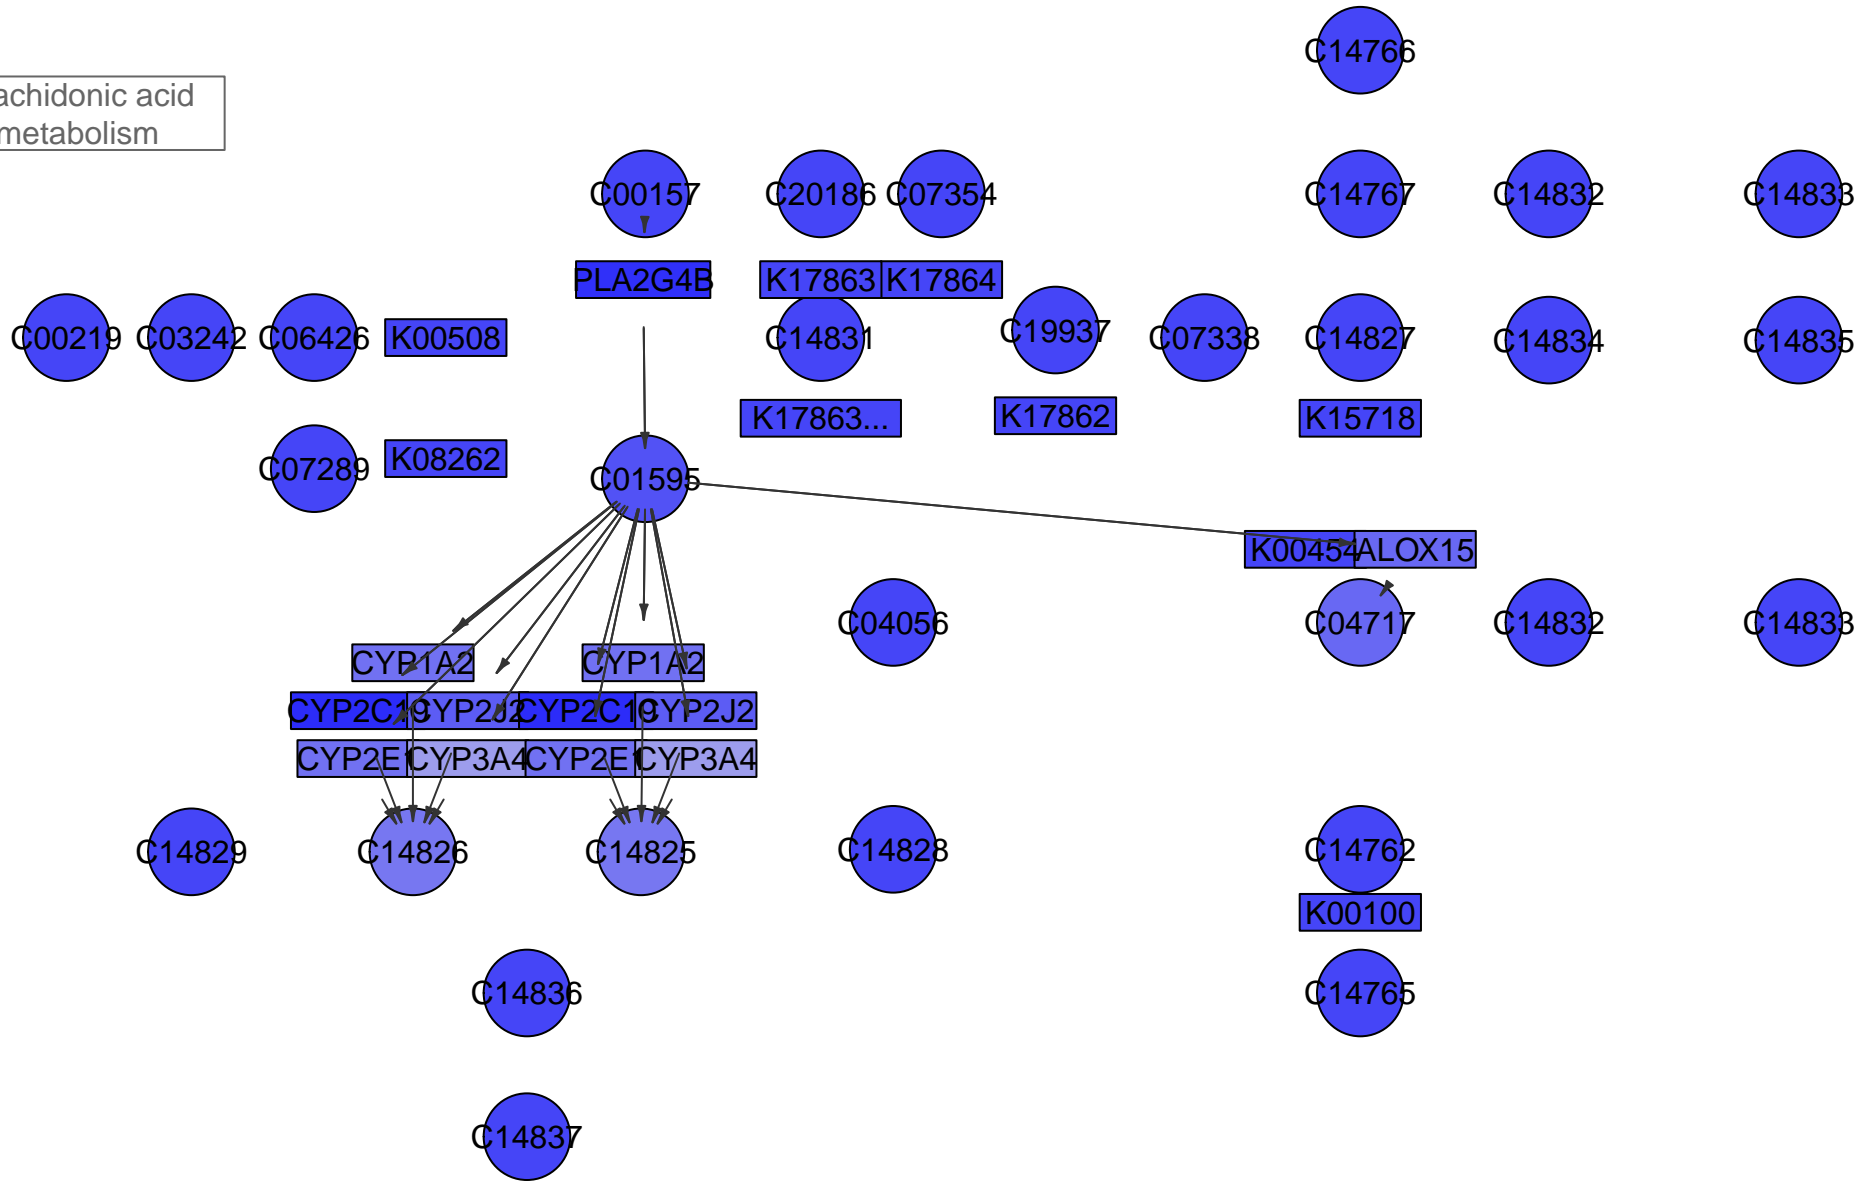 C14766
achidonic acid
metabolism
C00157
C20186
C07354
C14767
C14832
C14833
PLA2G4B
K17863
K17864
C00219
C03242
C06426
K00508
C14831
C19937
C07338
C14827
C14834
C14835
K17863...
K17862
K15718
C07289
K08262
C01595
K00454
ALOX15
C04056
C04717
C14832
C14833
CYP1A2
CYP1A2
CYP2C19
CYP2J2
CYP2C19
CYP2J2
CYP2E1
CYP3A4
CYP2E1
CYP3A4
C14829
C14826
C14825
C14828
C14762
K00100
C14836
C14765
C14837